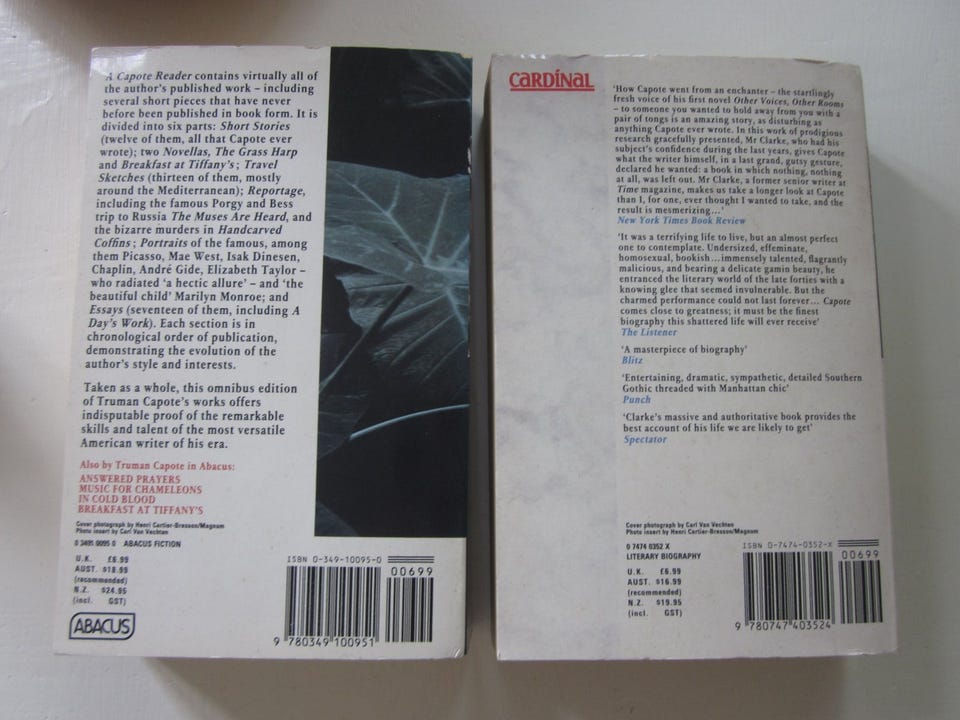 A Capote Reader contains virtually all of
the author's published work – including
several short pieces that have never
before been published in book form. It is
divided into six parts: Short Stories
(twelve of them, all that Capote ever
wrote); two Novellas, The Grass Harp
and Breakfast at Tiffany's; Travel
Sketches (thirteen of them, mostly
around the Mediterranean); Reportage,
including the famous Porgy and Bess
trip to Russia The Muses Are Heard, and
the bizarre murders in Handcarved
Coffins; Portraits of the famous, among
them Picasso, Mae West, Isak Dinesen,
Chaplin, André Gide, Elizabeth Taylor –
who radiated 'a hectic allure' – and 'the
beautiful child' Marilyn Monroe; and
Essays (seventeen of them, including A
Day's Work). Each section is in
chronological order of publication,
demonstrating the evolution of the
author's style and interests.
Taken as a whole, this omnibus edition
of Truman Capote's works offers
indisputable proof of the remarkable
skills and talent of the most versatile
American writer of his era.
Also by Truman Capote in Abacus:
ANSWERED PRAYERS
MUSIC FOR CHAMELEONS
IN COLD BLOOD
BREAKFAST AT TIFFANY'S
Cover photograph by Henri Cartier-Bresson/Magnum
Photo insert by Carl Van Vechten
0 3491 0095 0 ABACUS FICTION
U.K. £6.99
AUST. $18.99
(recommended)
N.Z. $24.95
(incl. GST)
ABACUS
ISBN 0-349-10095-0
00699
9 780349 100951
CARDINAL
'How Capote went from an enchanter – the startlingly
fresh voice of his first novel Other Voices, Other Rooms
– to someone you wanted to hold away from you with a
pair of tongs is an amazing story, as disturbing as
anything Capote ever wrote. In this work of prodigious
research gracefully presented, Mr Clarke, who had his
subject's confidence during the last years, gives Capote
what the writer himself, in a last grand, gutsy gesture,
declared he wanted: a book in which nothing, nothing
at all, was left out. Mr Clarke, a former senior writer at
Time magazine, makes us take a longer look at Capote
than I, for one, ever thought I wanted to take, and the
result is mesmerizing...'
New York Times Book Review
'It was a terrifying life to live, but an almost perfect
one to contemplate. Undersized, effeminate,
homosexual, bookish...immensely talented, flagrantly
malicious, and bearing a delicate gamin beauty, he
entranced the literary world of the late forties with a
knowing glee that seemed invulnerable. But the
charmed performance could not last forever... Capote
comes close to greatness; it must be the finest
biography this shattered life will ever receive'
The Listener
'A masterpiece of biography'
Blitz
'Entertaining, dramatic, sympathetic, detailed Southern
Gothic threaded with Manhattan chic'
Punch
'Clarke's massive and authoritative book provides the
best account of his life we are likely to get'
Spectator
Cover photograph by Carl Van Vechten
Photo insert by Henri Cartier-Bresson/Magnum
0 7474 0352 X
LITERARY BIOGRAPHY
U.K. £6.99
AUST. $16.99
(recommended)
N.Z. $19.95
(incl. GST)
ISBN 0-7474-0352-X
00699
9 780747 403524